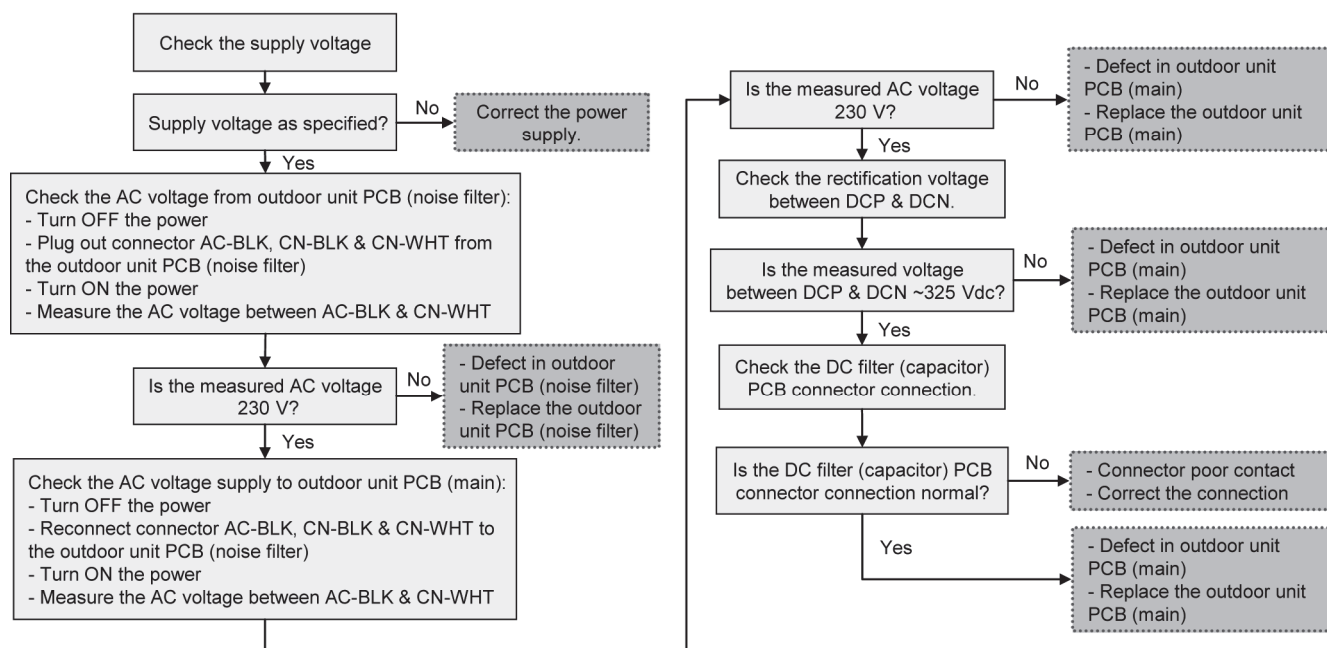 Check the supply voltage
Supply voltage as specified?
No
Correct the power
supply.
Yes
Check the AC voltage from outdoor unit PCB (noise filter):
- Turn OFF the power
- Plug out connector AC-BLK, CN-BLK & CN-WHT from
the outdoor unit PCB (noise filter)
- Turn ON the power
- Measure the AC voltage between AC-BLK & CN-WHT
Is the measured AC voltage
230 V?
No
- Defect in outdoor
unit PCB (noise filter)
- Replace the outdoor
unit PCB (noise filter)
Yes
Check the AC voltage supply to outdoor unit PCB (main):
- Turn OFF the power
- Reconnect connector AC-BLK, CN-BLK & CN-WHT to
the outdoor unit PCB (noise filter)
- Turn ON the power
- Measure the AC voltage between AC-BLK & CN-WHT
Is the measured AC voltage
230 V?
No
- Defect in outdoor unit
PCB (main)
- Replace the outdoor unit
PCB (main)
Yes
Check the rectification voltage
between DCP & DCN.
Is the measured voltage
between DCP & DCN ~325 Vdc?
No
- Defect in outdoor unit
PCB (main)
- Replace the outdoor unit
PCB (main)
Yes
Check the DC filter (capacitor)
PCB connector connection.
Is the DC filter (capacitor) PCB
connector connection normal?
No
- Connector poor contact
- Correct the connection
Yes
- Defect in outdoor unit
PCB (main)
- Replace the outdoor unit
PCB (main)